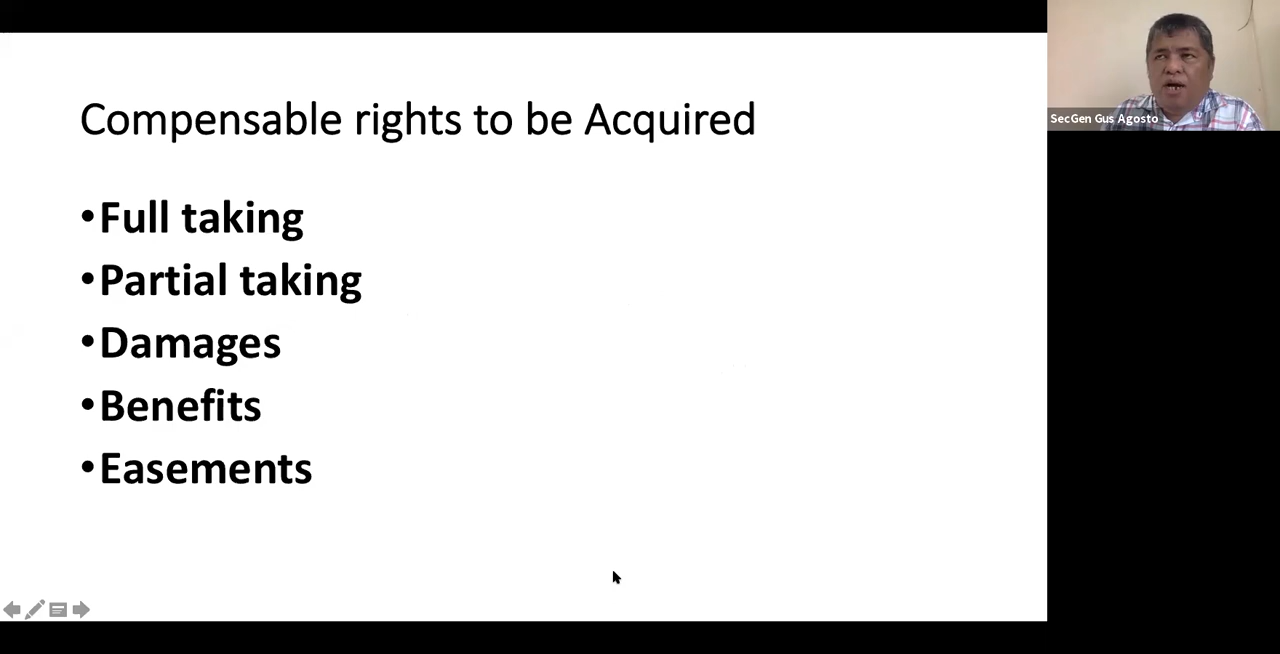 Compensable rights to be Acquired
•Full taking
•Partial taking
•Damages
•Benefits
•Easements
SecGen Gus Agosto